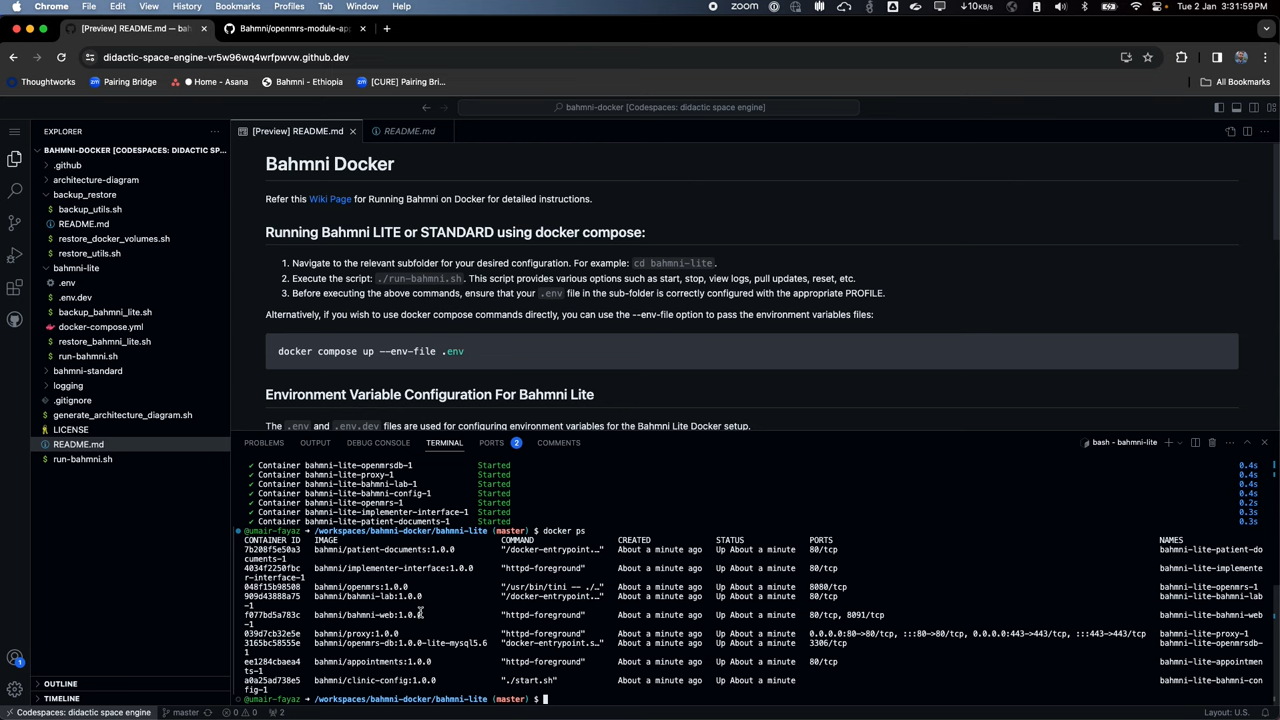 Chrome File Edit View History Bookmarks Profiles Tab Window Help
zoom 10KB/s Tue 2 Jan 3:31:59 PM
[Preview] README.md — bah
Bahmni/openmrs-module-ap
didactic-space-engine-vr5w96wq4wrfpwvw.github.dev
Thoughtworks Pairing Bridge Home - Asana Bahmni - Ethiopia [CURE] Pairing Bri... All Bookmarks
bahmni-docker [Codespaces: didactic space engine]
EXPLORER
[Preview] README.md
README.md
BAHMNI-DOCKER [CODESPACES: DIDACTIC SP...
.github
architecture-diagram
backup_restore
backup_utils.sh
README.md
restore_docker_volumes.sh
restore_utils.sh
bahmni-lite
.env
.env.dev
backup_bahmni_lite.sh
docker-compose.yml
restore_bahmni_lite.sh
run-bahmni.sh
bahmni-standard
logging
.gitignore
generate_architecture_diagram.sh
LICENSE
README.md
run-bahmni.sh
OUTLINE
TIMELINE
Bahmni Docker
Refer this Wiki Page for Running Bahmni on Docker for detailed instructions.
Running Bahmni LITE or STANDARD using docker compose:
1. Navigate to the relevant subfolder for your desired configuration. For example: cd bahmni-lite.
2. Execute the script: ./run-bahmni.sh. This script provides various options such as start, stop, view logs, pull updates, reset, etc.
3. Before executing the above commands, ensure that your .env file in the sub-folder is correctly configured with the appropriate PROFILE.
Alternatively, if you wish to use docker compose commands directly, you can use the --env-file option to pass the environment variables files:
docker compose up --env-file .env
Environment Variable Configuration For Bahmni Lite
The .env and .env.dev files are used for configuring environment variables for the Bahmni Lite Docker setup.
PROBLEMS OUTPUT DEBUG CONSOLE TERMINAL PORTS 2 COMMENTS
bash - bahmni-lite
✔ Container bahmni-lite-openmrsdb-1 Started 0.4s
✔ Container bahmni-lite-proxy-1 Started 0.4s
✔ Container bahmni-lite-bahmni-lab-1 Started 0.4s
✔ Container bahmni-lite-bahmni-config-1 Started 0.4s
✔ Container bahmni-lite-openmrs-1 Started 0.2s
✔ Container bahmni-lite-implementer-interface-1 Started 0.3s
✔ Container bahmni-lite-patient-documents-1 Started 0.3s
@umair-fayaz ➜ /workspaces/bahmni-docker/bahmni-lite (master) $ docker ps
CONTAINER ID IMAGE COMMAND CREATED STATUS PORTS NAMES
7b208f5e50a3 bahmni/patient-documents:1.0.0 "/docker-entrypoint.…" About a minute ago Up About a minute 80/tcp bahmni-lite-patient-do
cuments-1
4034f2250fbc bahmni/implementer-interface:1.0.0 "httpd-foreground" About a minute ago Up About a minute 80/tcp bahmni-lite-implemente
r-interface-1
048f15b98508 bahmni/openmrs:1.0.0 "/usr/bin/tini -- ./…" About a minute ago Up About a minute 8080/tcp bahmni-lite-openmrs-1
909d43888a75 bahmni/bahmni-lab:1.0.0 "/docker-entrypoint.…" About a minute ago Up About a minute 80/tcp bahmni-lite-bahmni-lab
-1
f077bd5a783c bahmni/bahmni-web:1.0.0 "httpd-foreground" About a minute ago Up About a minute 80/tcp, 8091/tcp bahmni-lite-bahmni-web
-1
039d7cb32e5e bahmni/proxy:1.0.0 "httpd-foreground" About a minute ago Up About a minute 0.0.0.0:80->80/tcp, :::80->80/tcp, 0.0.0.0:443->443/tcp, :::443->443/tcp bahmni-lite-proxy-1
3165bc58555e bahmni/openmrs-db:1.0.0-lite-mysql5.6 "docker-entrypoint.s…" About a minute ago Up About a minute 3306/tcp bahmni-lite-openmrsdb-
1
ee1284cbaea4 bahmni/appointments:1.0.0 "httpd-foreground" About a minute ago Up About a minute 80/tcp bahmni-lite-appointmen
ts-1
a0a25ad738e5 bahmni/clinic-config:1.0.0 "./start.sh" About a minute ago Up About a minute bahmni-lite-bahmni-con
fig-1
@umair-fayaz ➜ /workspaces/bahmni-docker/bahmni-lite (master) $
1
Codespaces: didactic space engine master 0 0 2 Layout: U.S.